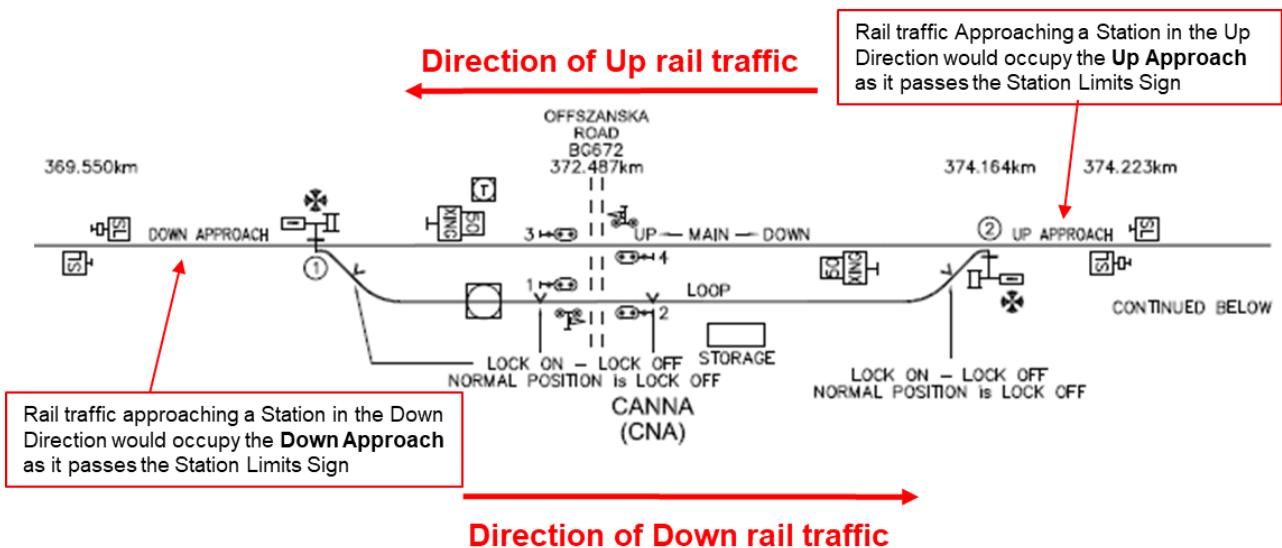 Rail traffic Approaching a Station in the Up
Direction would occupy the Up Approach
as it passes the Station Limits Sign
Direction of Up rail traffic
OFFSZANSKA
ROAD
BG672
372.487km
369.550km
374.164km
374.223km
T
SL
DOWN APPROACH
XING
50
3
UP — MAIN — DOWN
2
UP APPROACH
SL
SL
1
4
50
XING
SL
1
LOOP
2
CONTINUED BELOW
STORAGE
LOCK ON – LOCK OFF
NORMAL POSITION is LOCK OFF
LOCK ON – LOCK OFF
NORMAL POSITION is LOCK OFF
CANNA
(CNA)
Rail traffic approaching a Station in the Down
Direction would occupy the Down Approach
as it passes the Station Limits Sign
Direction of Down rail traffic